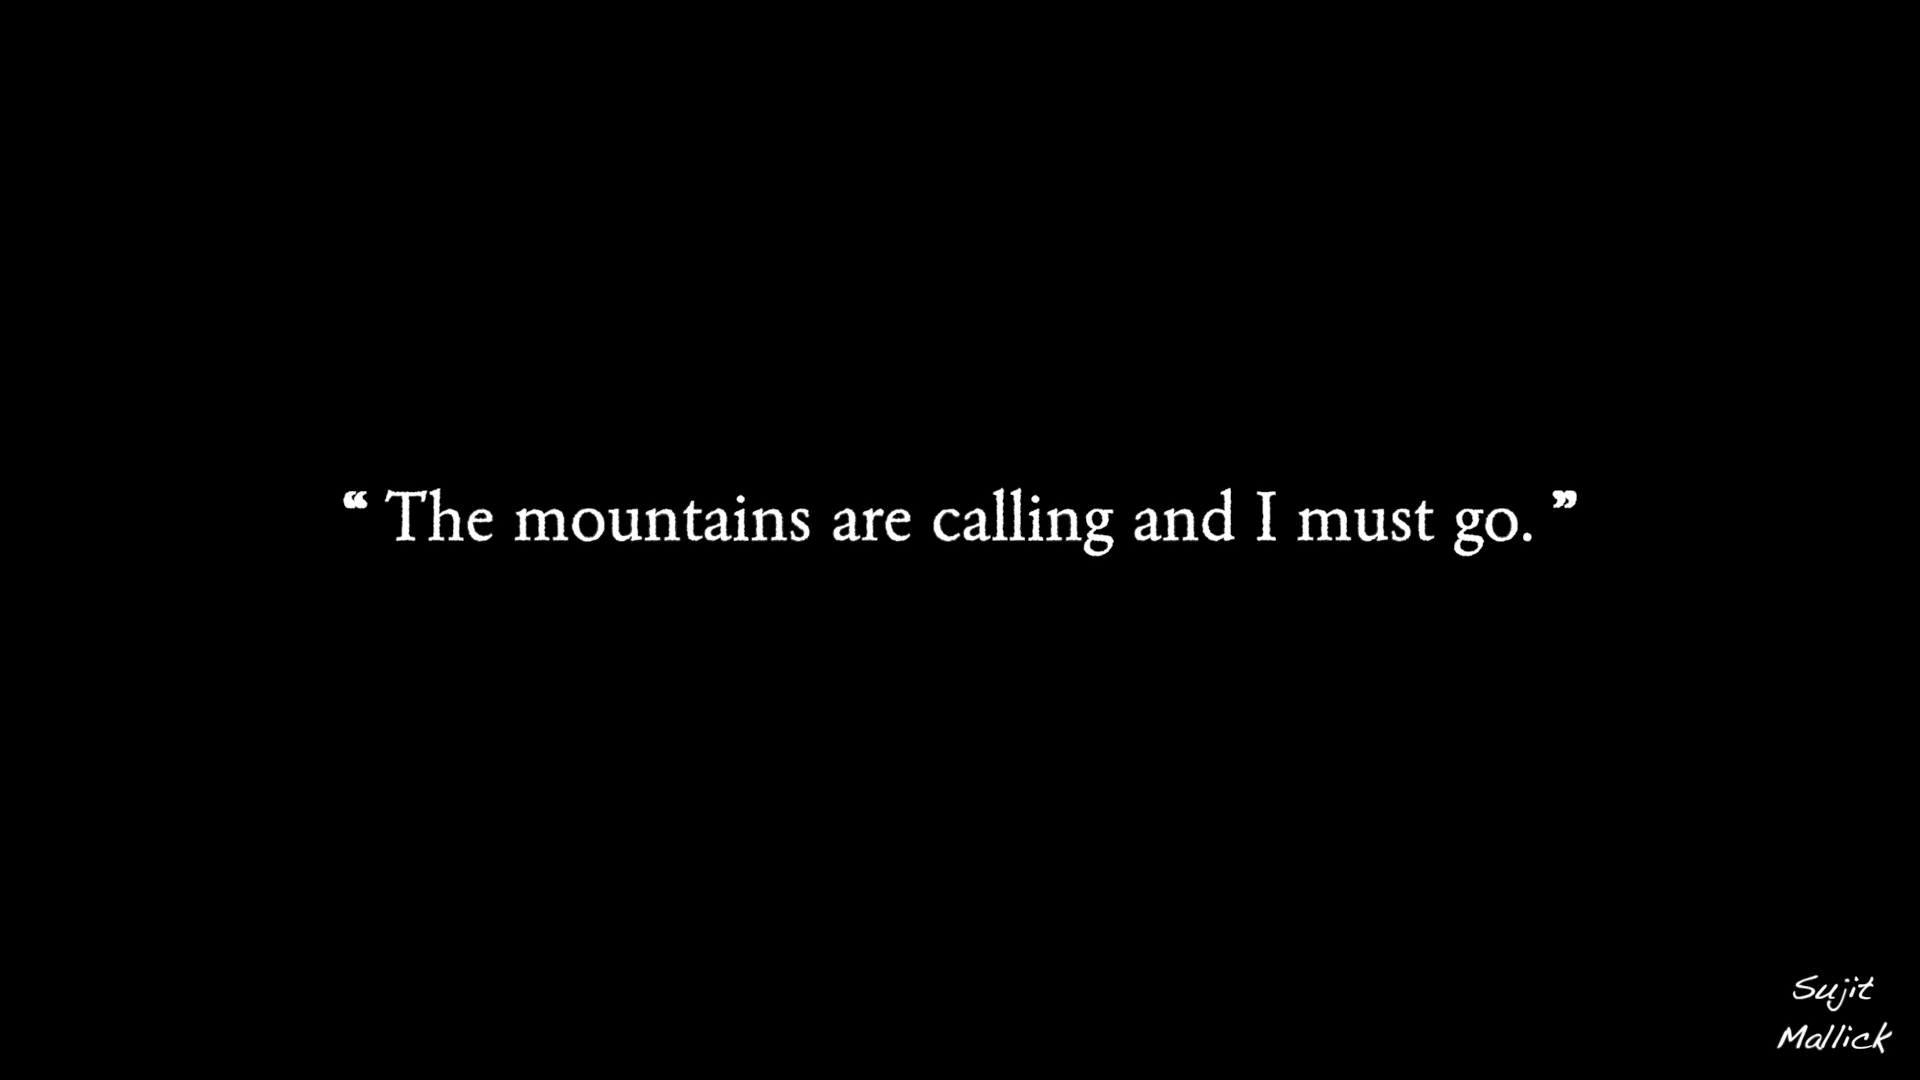 ❝ The mountains are calling and I must go. ❞
Sujit
Mallick